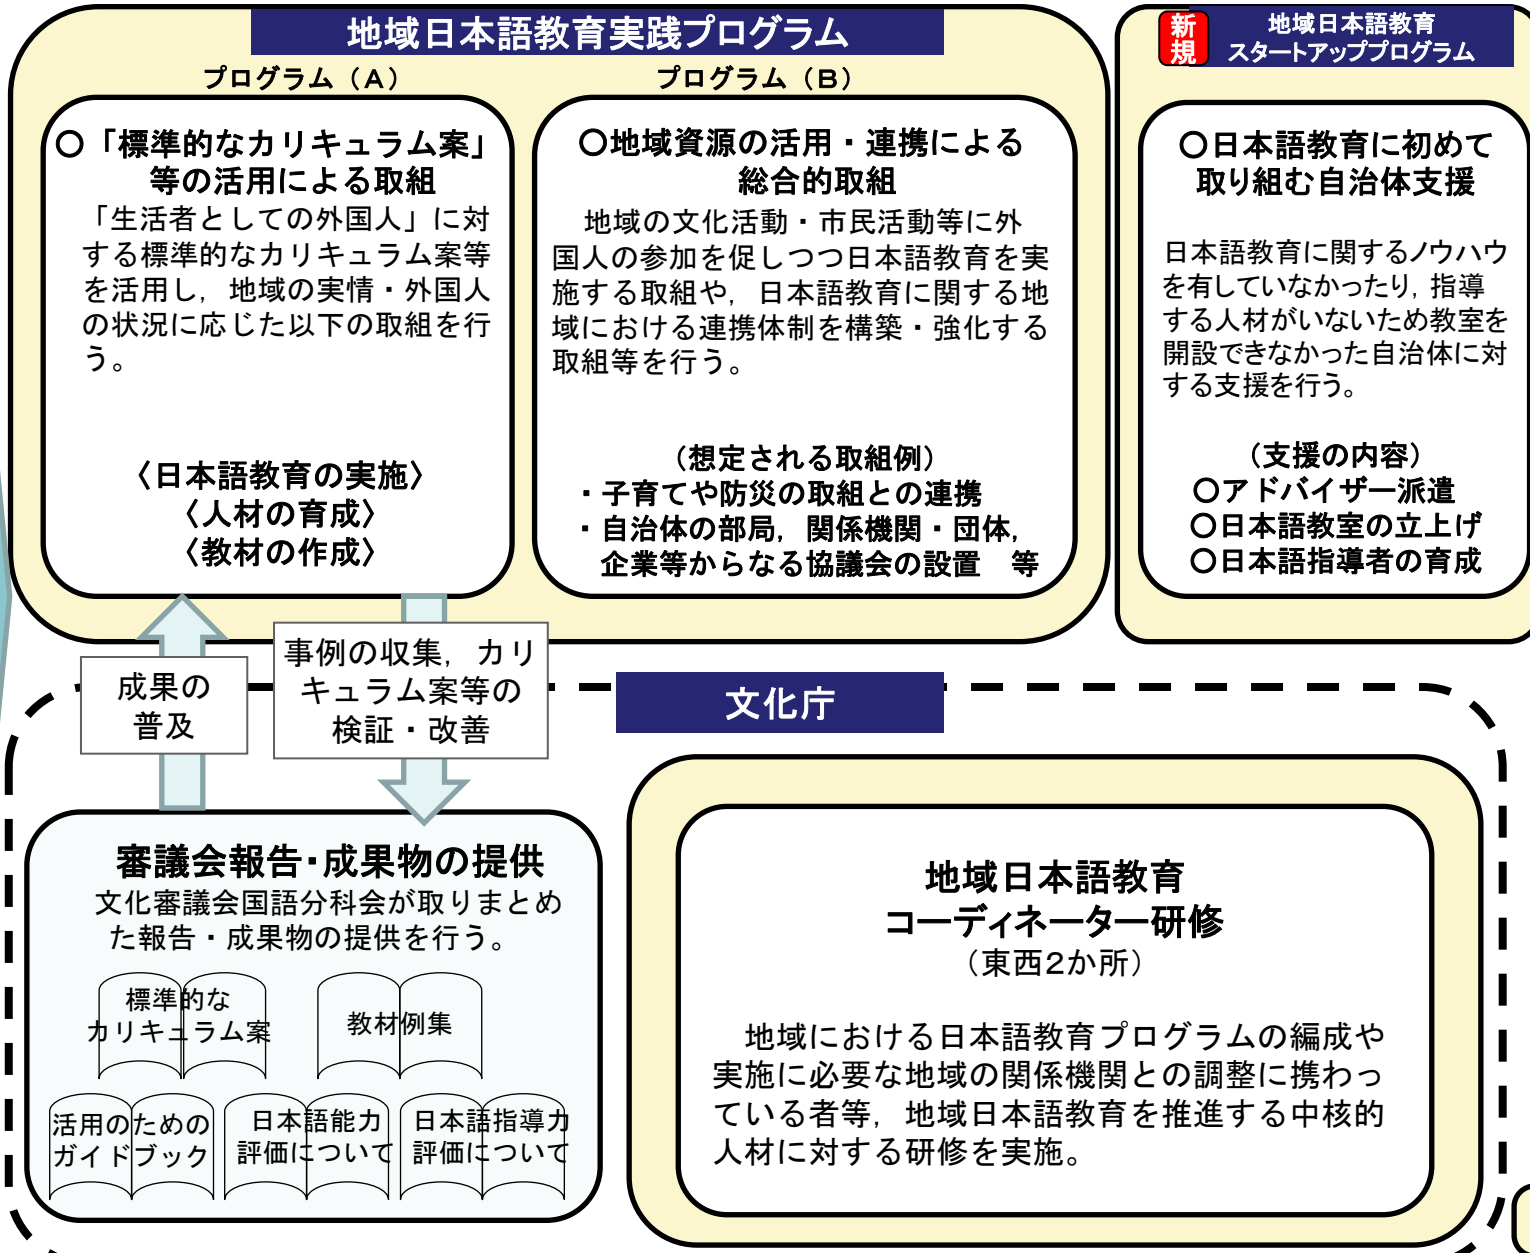 地域日本語教育実践プログラム
プログラム（Ａ）
○「標準的なカリキュラム案」
等の活用による取組
「生活者としての外国人」に対
する標準的なカリキュラム案等
を活用し，地域の実情・外国人
の状況に応じた以下の取組を行
う。
〈日本語教育の実施〉
〈人材の育成〉
〈教材の作成〉
プログラム（Ｂ）
○地域資源の活用・連携による
総合的取組
地域の文化活動・市民活動等に外
国人の参加を促しつつ日本語教育を実
施する取組や，日本語教育に関する地
域における連携体制を構築・強化する
取組等を行う。
（想定される取組例）
・子育てや防災の取組との連携
・自治体の部局，関係機関・団体，
企業等からなる協議会の設置　等
新規
地域日本語教育
スタートアッププログラム
○日本語教育に初めて
取り組む自治体支援
日本語教育に関するノウハウ
を有していなかったり，指導
する人材がいないため教室を
開設できなかった自治体に対
する支援を行う。
（支援の内容）
○アドバイザー派遣
○日本語教室の立上げ
○日本語指導者の育成
成果の
普及
事例の収集，カリ
キュラム案等の
検証・改善
文化庁
審議会報告・成果物の提供
文化審議会国語分科会が取りまとめ
た報告・成果物の提供を行う。
標準的な
カリキュラム案
教材例集
活用のための
ガイドブック
日本語能力
評価について
日本語指導力
評価について
地域日本語教育
コーディネーター研修
（東西2か所）
地域における日本語教育プログラムの編成や
実施に必要な地域の関係機関との調整に携わっ
ている者等，地域日本語教育を推進する中核的
人材に対する研修を実施。